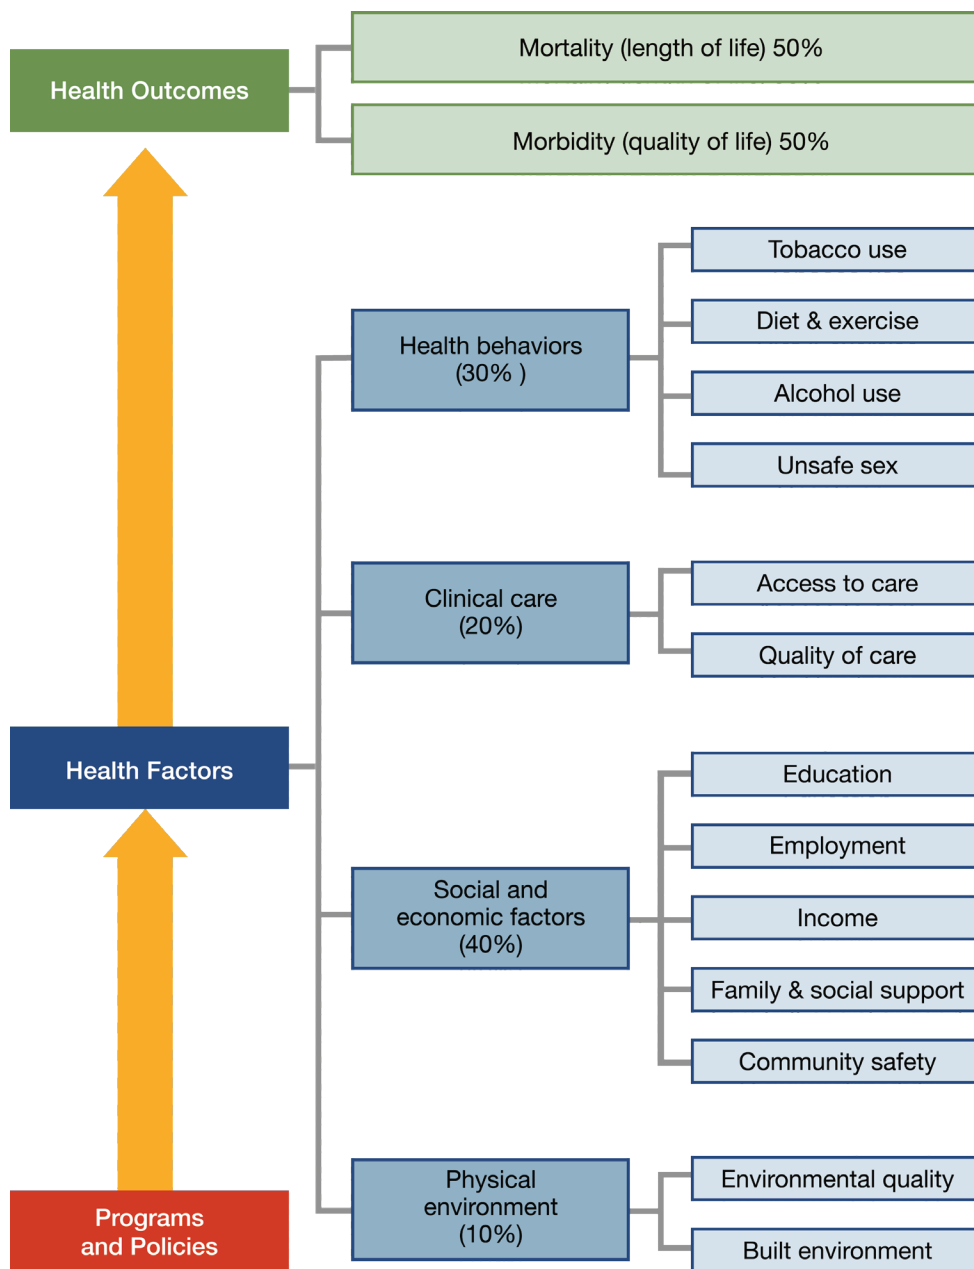 Health Outcomes
Mortality (length of life) 50%
Morbidity (quality of life) 50%
Health behaviors
(30% )
Tobacco use
Diet & exercise
Alcohol use
Unsafe sex
Clinical care
(20%)
Access to care
Quality of care
Health Factors
Social and
economic factors
(40%)
Education
Employment
Income
Family & social support
Community safety
Physical
environment
(10%)
Environmental quality
Built environment
Programs
and Policies